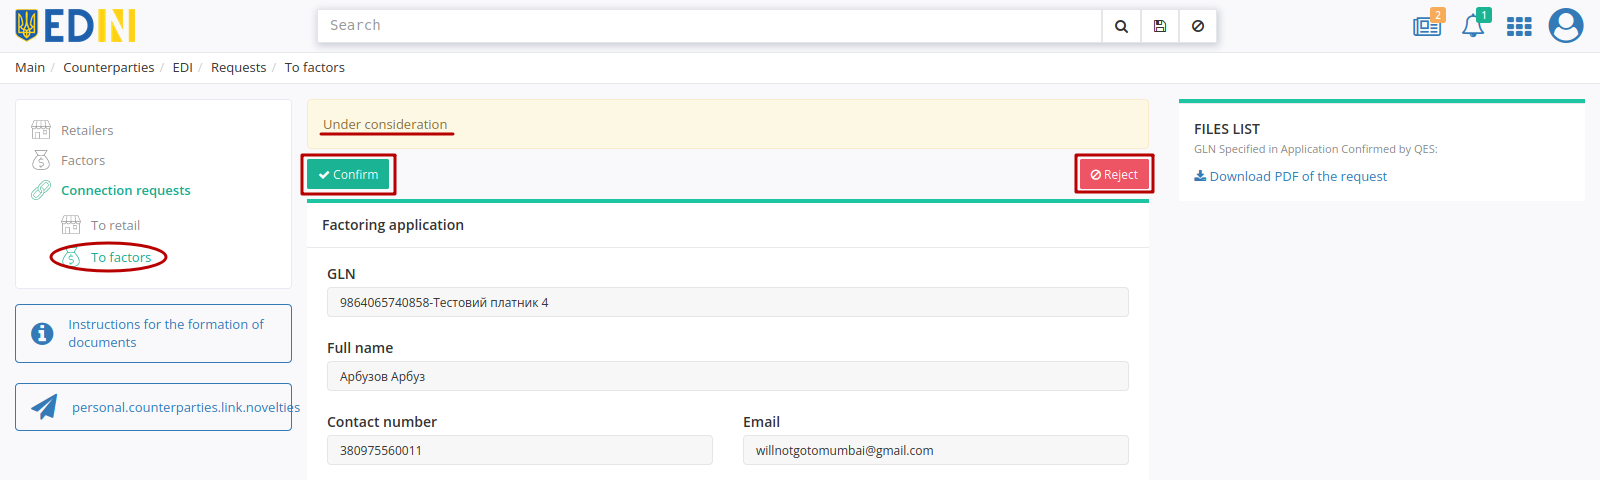 EDIN
Search
2
1
Main / Counterparties / EDI / Requests / To factors
Retailers
Factors
Connection requests
To retail
To factors
Instructions for the formation of
documents
personal.counterparties.link.novelties
Under consideration
Confirm
Reject
Factoring application
GLN
9864065740858-Тестовий платник 4
Full name
Арбузов Арбуз
Contact number
380975560011
Email
willnotgotomumbai@gmail.com
FILES LIST
GLN Specified in Application Confirmed by QES:
Download PDF of the request